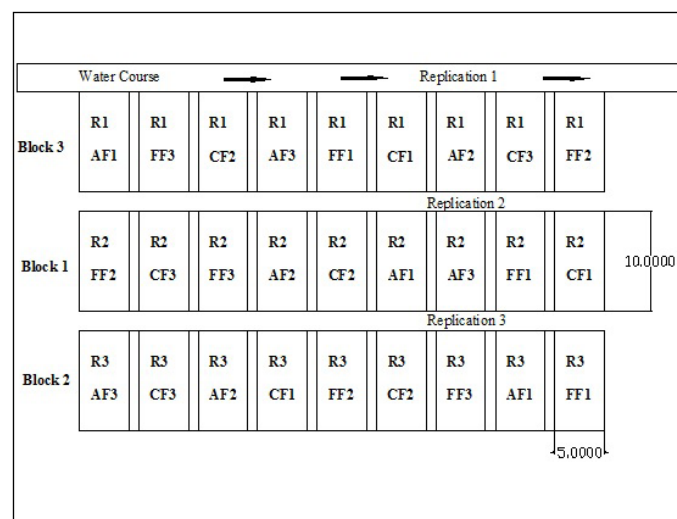 Water Course Replication 1
Block 3
R1 R1 R1 R1 R1 R1 R1 R1 R1
AF1 FF3 CF2 AF3 FF1 CF1 AF2 CF3 FF2
Replication 2
Block 1
R2 R2 R2 R2 R2 R2 R2 R2 R2
FF2 CF3 FF3 AF2 CF2 AF1 AF3 FF1 CF1
10.0000
Replication 3
Block 2
R3 R3 R3 R3 R3 R3 R3 R3 R3
AF3 CF3 AF2 CF1 FF2 CF2 FF3 AF1 FF1
5.0000